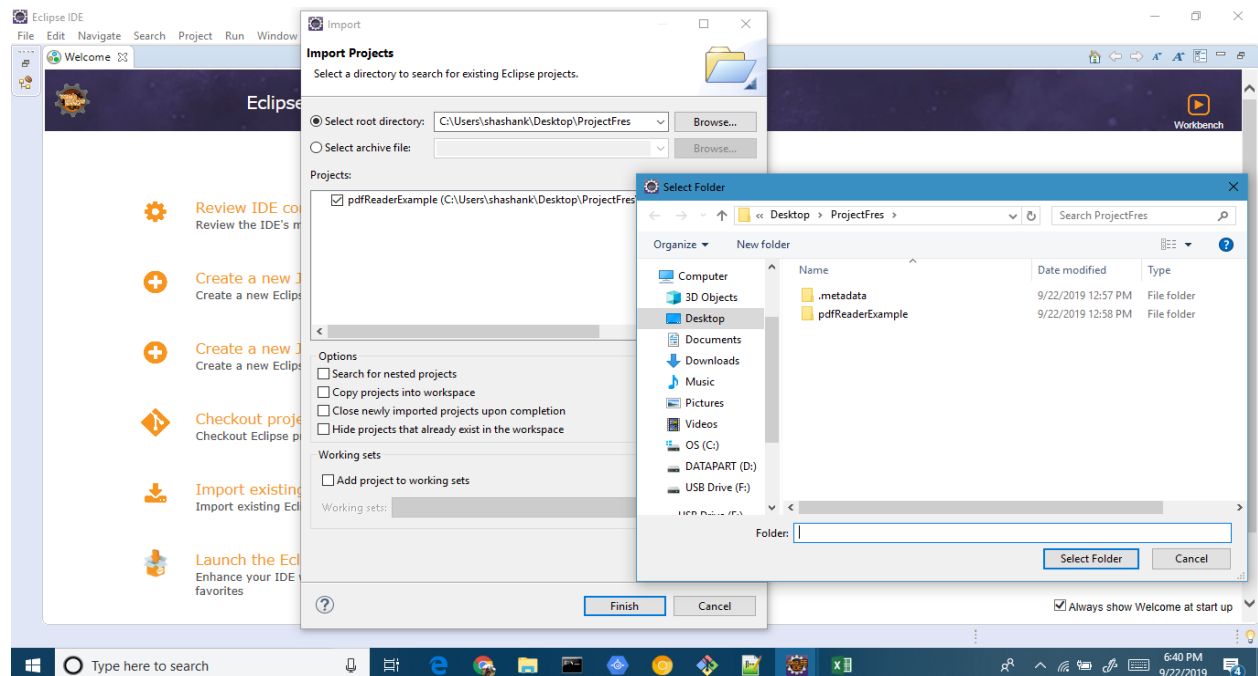 Eclipse IDE
File Edit Navigate Search Project Run Window
Welcome
Eclipse
Workbench
Review IDE co
Review the IDE's m
Create a new J
Create a new Eclips
Create a new J
Create a new Eclips
Checkout proje
Checkout Eclipse p
Import existing
Import existing Ecl
Launch the Ecl
Enhance your IDE
favorites
Always show Welcome at start up
Import
Import Projects
Select a directory to search for existing Eclipse projects.
Select root directory: C:\Users\shashank\Desktop\ProjectFres Browse...
Select archive file: Browse...
Projects:
pdfReaderExample (C:\Users\shashank\Desktop\ProjectFres
Options
Search for nested projects
Copy projects into workspace
Close newly imported projects upon completion
Hide projects that already exist in the workspace
Working sets
Add project to working sets
Working sets:
Finish Cancel
Select Folder
« Desktop › ProjectFres › Search ProjectFres
Organize New folder
Name Date modified Type
.metadata 9/22/2019 12:57 PM File folder
pdfReaderExample 9/22/2019 12:58 PM File folder
Computer
3D Objects
Desktop
Documents
Downloads
Music
Pictures
Videos
OS (C:)
DATAPART (D:)
USB Drive (F:)
Folder:
Select Folder Cancel
Type here to search
6:40 PM
9/22/2019
4